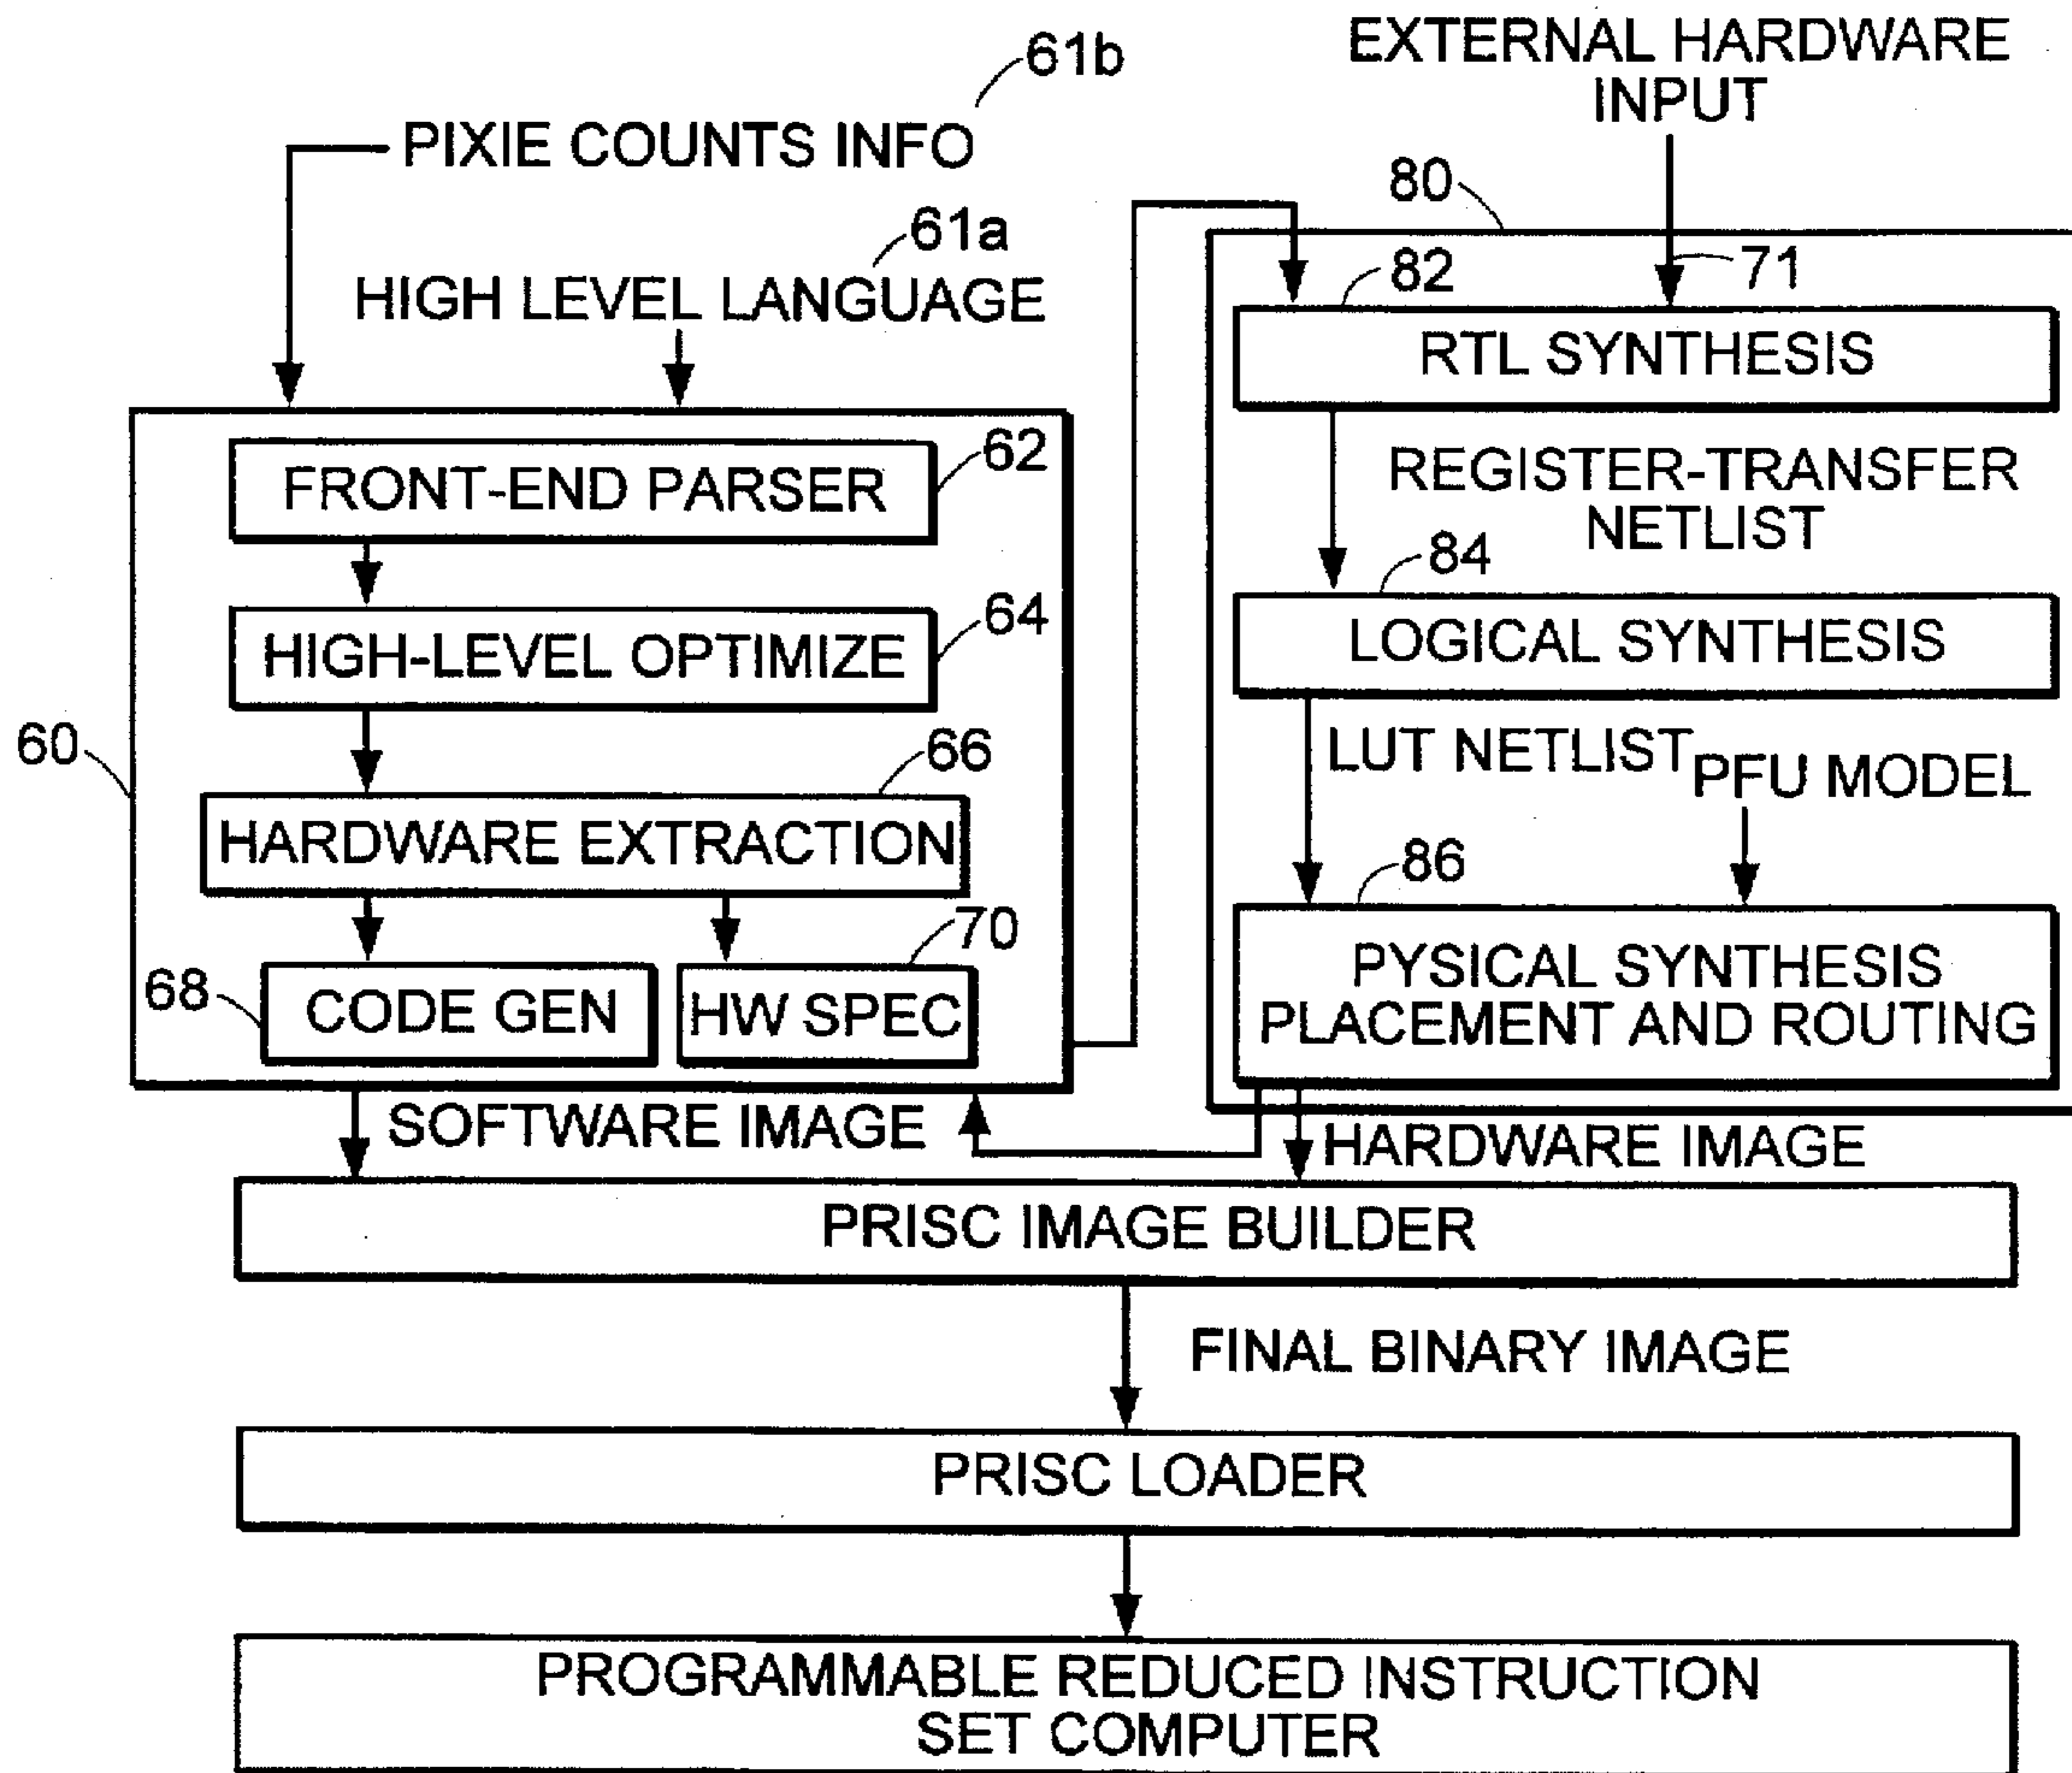 61b
PIXIE COUNTS INFO
61a
HIGH LEVEL LANGUAGE
60
FRONT-END PARSER
62
HIGH-LEVEL OPTIMIZE
64
66
HARDWARE EXTRACTION
68
CODE GEN
70
HW SPEC
EXTERNAL HARDWARE
INPUT
80
71
82
RTL SYNTHESIS
REGISTER-TRANSFER
NETLIST
84
LOGICAL SYNTHESIS
LUT NETLIST
PFU MODEL
86
PYSICAL SYNTHESIS
PLACEMENT AND ROUTING
SOFTWARE IMAGE
HARDWARE IMAGE
PRISC IMAGE BUILDER
FINAL BINARY IMAGE
PRISC LOADER
PROGRAMMABLE REDUCED INSTRUCTION
SET COMPUTER